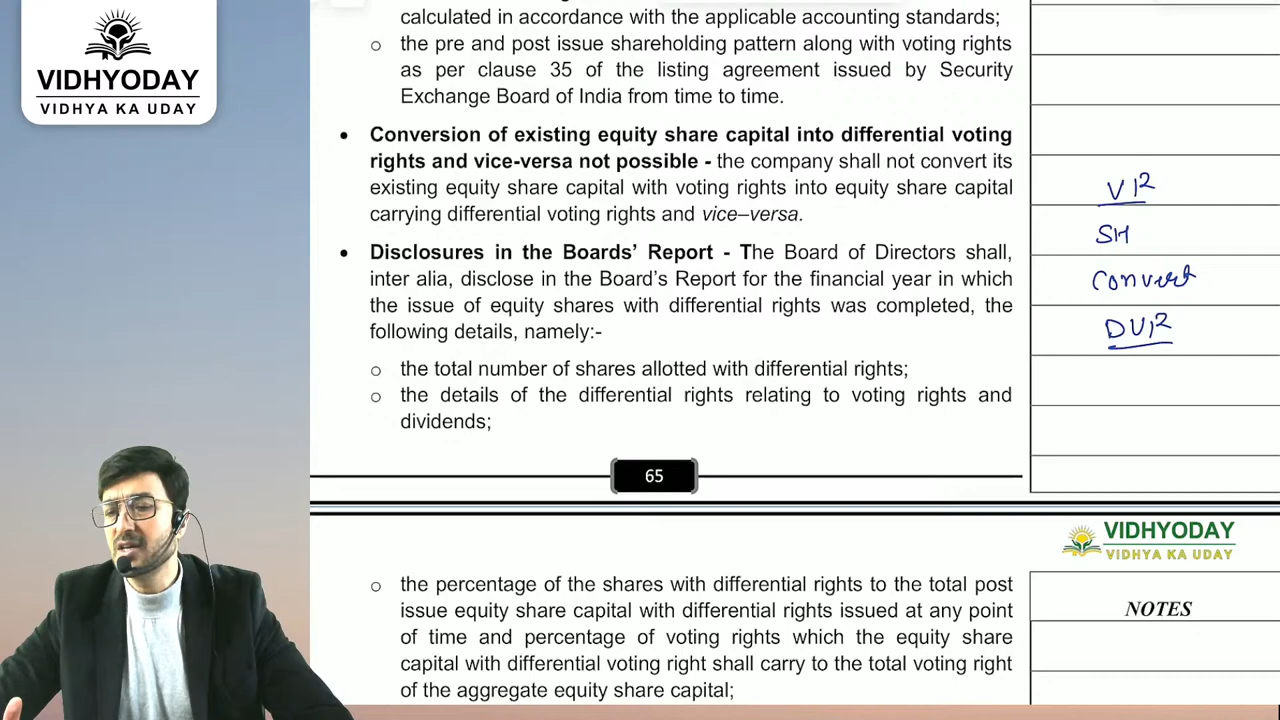 VIDHYODAY
VIDHYA KA UDAY
calculated in accordance with the applicable accounting standards;
o the pre and post issue shareholding pattern along with voting rights
as per clause 35 of the listing agreement issued by Security
Exchange Board of India from time to time.
• Conversion of existing equity share capital into differential voting
rights and vice-versa not possible - the company shall not convert its
existing equity share capital with voting rights into equity share capital
carrying differential voting rights and vice–versa.
• Disclosures in the Boards’ Report - The Board of Directors shall,
inter alia, disclose in the Board’s Report for the financial year in which
the issue of equity shares with differential rights was completed, the
following details, namely:-
o the total number of shares allotted with differential rights;
o the details of the differential rights relating to voting rights and
dividends;
65
VR
SH
Convert
DVR
VIDHYODAY
VIDHYA KA UDAY
o the percentage of the shares with differential rights to the total post
issue equity share capital with differential rights issued at any point
of time and percentage of voting rights which the equity share
capital with differential voting right shall carry to the total voting right
of the aggregate equity share capital;
NOTES